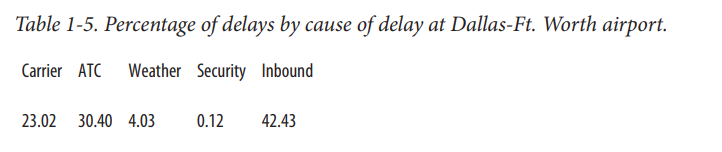 Table 1-5. Percentage of delays by cause of delay at Dallas-Ft. Worth airport.
Carrier ATC Weather Security Inbound
23.02 30.40 4.03 0.12 42.43